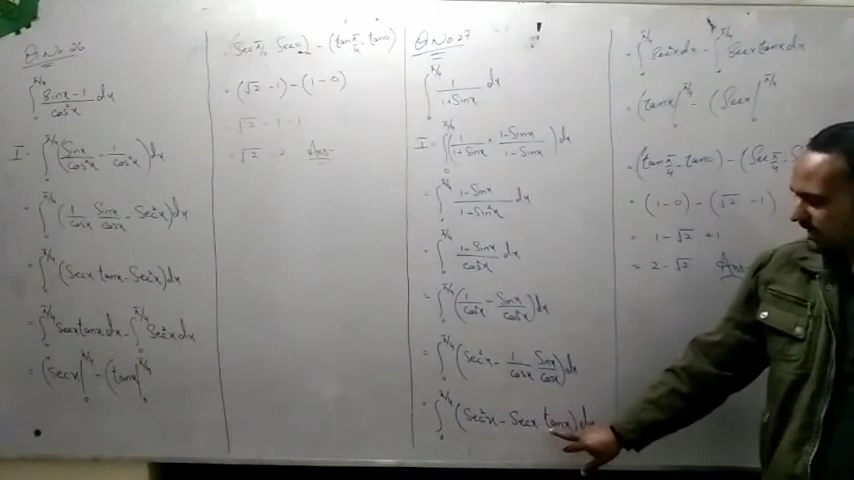 Q No. 26
∫₀^π/4 (sinx-1)/cos²x dx
I = ∫₀^π/4 (Sinx/cos²x - 1/cos²x) dx
= ∫₀^π/4 (1/cosx Sinx/cosx - Sec²x) dx
= ∫₀^π/4 (Secx tanx - Sec²x) dx
= ∫₀^π/4 Secx tanx dx - ∫₀^π/4 Sec²x dx
= (secx|₀^π/4 - (tanx|₀^π/4
(Sec π/4 Sec0) - (tan π/4 - tan0)
= (√2 - 1) - (1 - 0)
= √2 - 1 - 1
= √2 - 2 Ans
Q No 27
∫₀^π/4 1/(1+Sinx) dx
I = ∫₀^π/4 (1/(1+Sinx) × (1-Sinx)/(1-Sinx)) dx
= ∫₀^π/4 (1-Sinx)/(1-Sin²x) dx
= ∫₀^π/4 (1-Sinx)/cos²x dx
= ∫₀^π/4 (1/cos²x - Sinx/cos²x) dx
= ∫₀^π/4 (Sec²x - 1/cosx Sinx/cosx) dx
= ∫₀^π/4 (Sec²x - Secx tanx) dx
= ∫₀^π/4 Sec²x dx - ∫₀^π/4 Secx tanx dx
= (tanx|₀^π/4 - (Secx|₀^π/4
= (tan π/4 - tan0) - (Sec π/4 - S
= (1-0) - (√2 - 1)
= 1 - √2 + 1
= 2 - √2 Ans